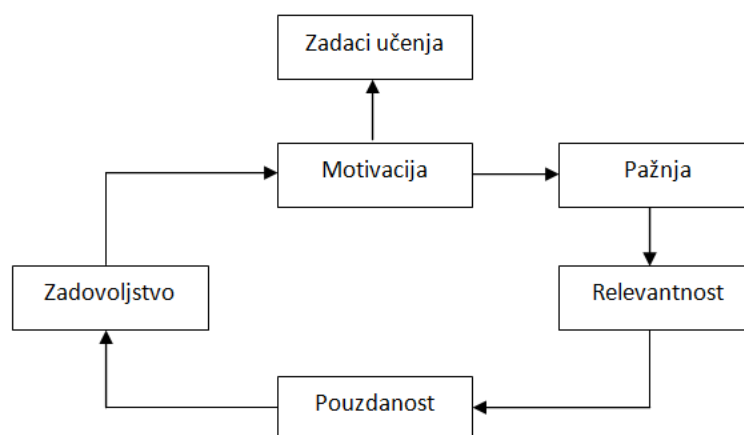 Zadaci učenja
Motivacija
Pažnja
Zadovoljstvo
Relevantnost
Pouzdanost